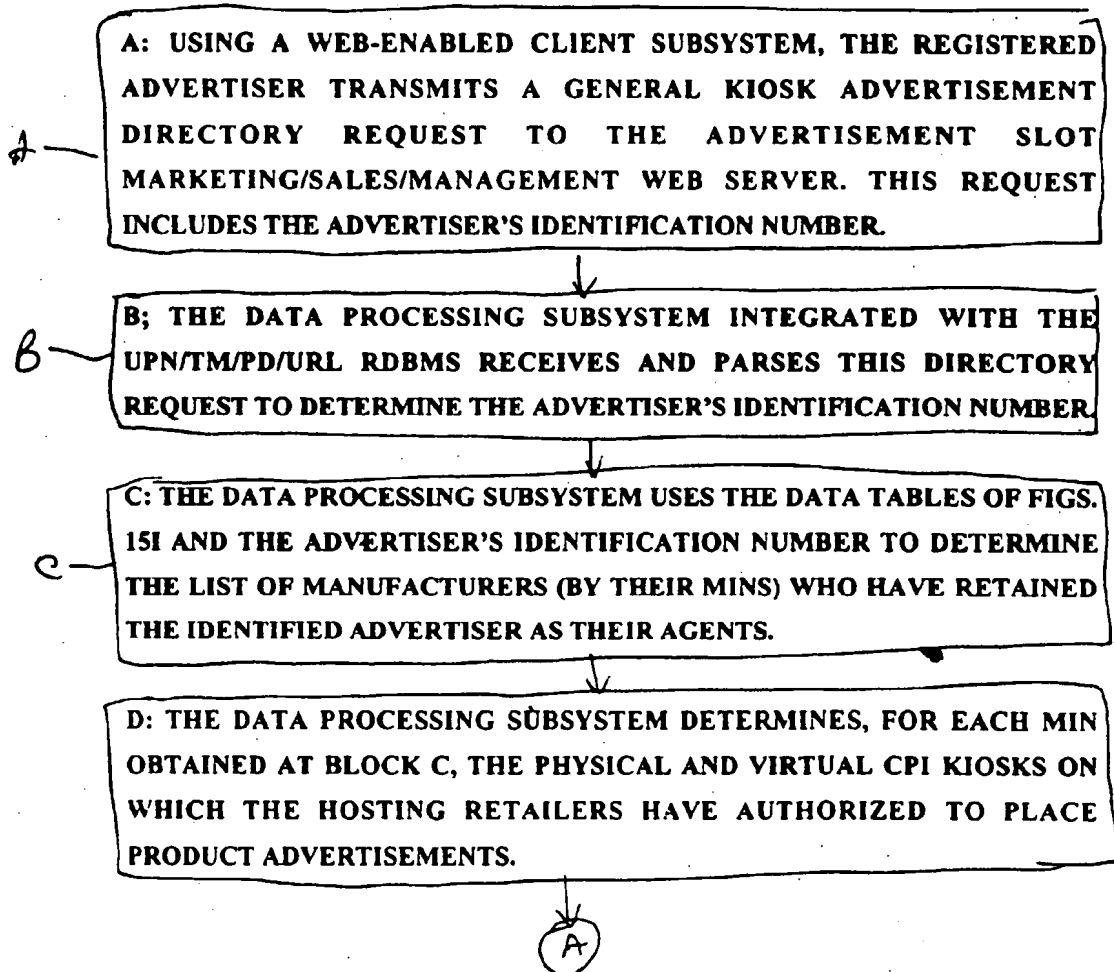 A: USING A WEB-ENABLED CLIENT SUBSYSTEM, THE REGISTERED
ADVERTISER TRANSMITS A GENERAL KIOSK ADVERTISEMENT
DIRECTORY REQUEST TO THE ADVERTISEMENT SLOT
A
MARKETING/SALES/MANAGEMENT WEB SERVER. THIS REQUEST
INCLUDES THE ADVERTISER'S IDENTIFICATION NUMBER.
B; THE DATA PROCESSING SUBSYSTEM INTEGRATED WITH THE
B
UPN/TM/PD/URL RDBMS RECEIVES AND PARSES THIS DIRECTORY
REQUEST TO DETERMINE THE ADVERTISER'S IDENTIFICATION NUMBER.
C: THE DATA PROCESSING SUBSYSTEM USES THE DATA TABLES OF FIGS.
15I AND THE ADVERTISER'S IDENTIFICATION NUMBER TO DETERMINE
C
THE LIST OF MANUFACTURERS (BY THEIR MINS) WHO HAVE RETAINED
THE IDENTIFIED ADVERTISER AS THEIR AGENTS.
D: THE DATA PROCESSING SUBSYSTEM DETERMINES, FOR EACH MIN
OBTAINED AT BLOCK C, THE PHYSICAL AND VIRTUAL CPI KIOSKS ON
WHICH THE HOSTING RETAILERS HAVE AUTHORIZED TO PLACE
PRODUCT ADVERTISEMENTS.
A